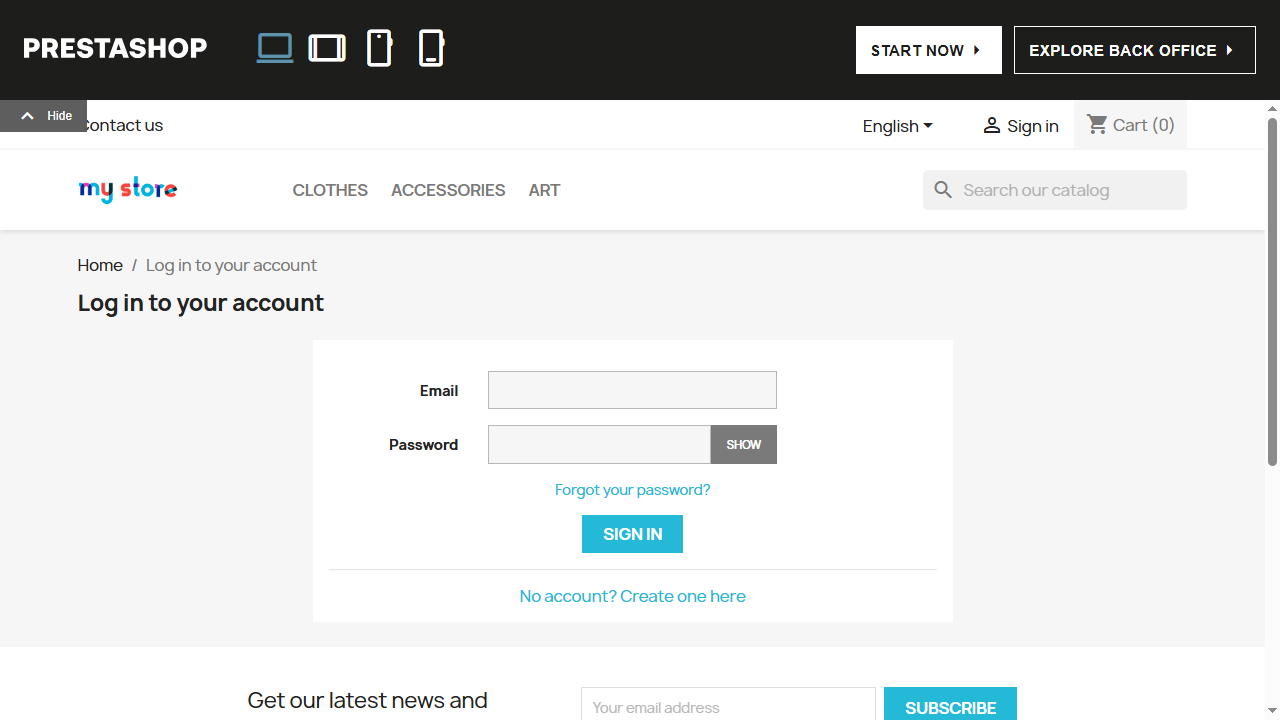 PRESTASHOP
START NOW
EXPLORE BACK OFFICE
Hide
Contact us
English
Sign in
Cart (0)
my store
CLOTHES
ACCESSORIES
ART
Search our catalog
Home / Log in to your account
Log in to your account
Email
Password
SHOW
Forgot your password?
SIGN IN
No account? Create one here
Get our latest news and
Your email address
SUBSCRIBE